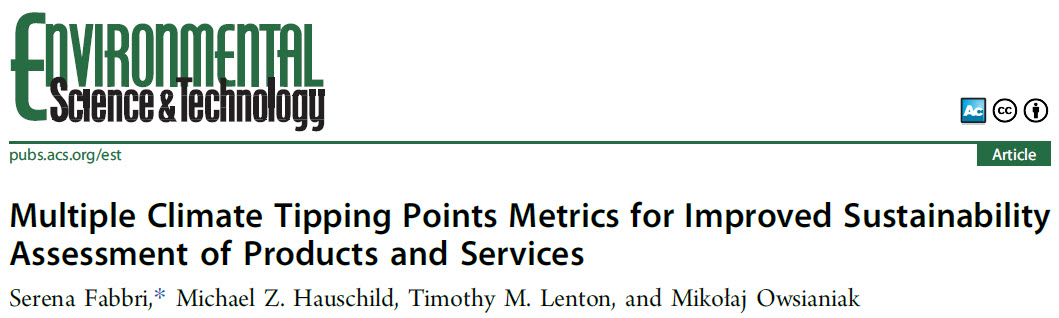 ENVIRONMENTAL
Science & Technology
Ac CC
pubs.acs.org/est
Article
Multiple Climate Tipping Points Metrics for Improved Sustainability
Assessment of Products and Services
Serena Fabbri,* Michael Z. Hauschild, Timothy M. Lenton, and Mikołaj Owsianiak